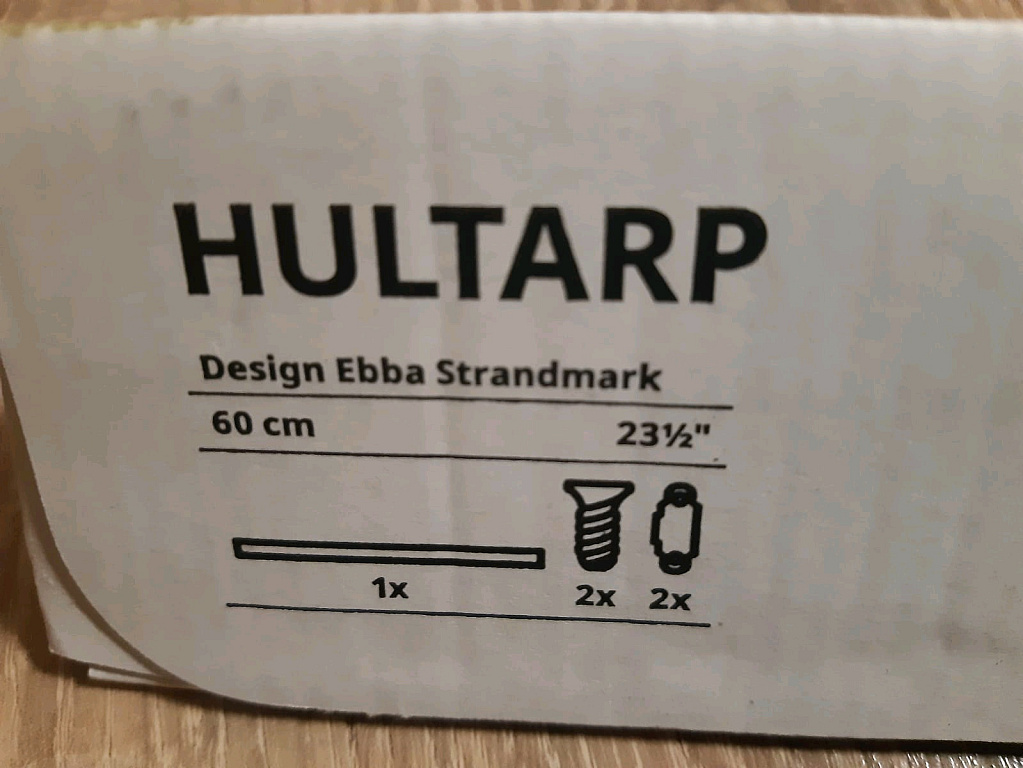 HULTARP
Design Ebba Strandmark
60 cm 23½"
1x 2x 2x